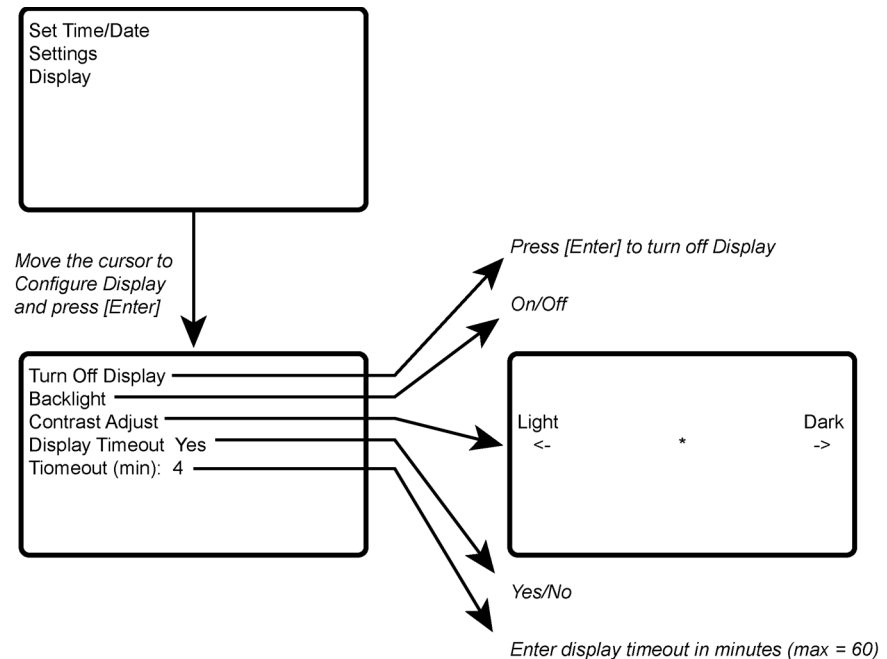 Set Time/Date
Settings
Display
Move the cursor to
Configure Display
and press [Enter]
Press [Enter] to turn off Display
On/Off
Turn Off Display
Backlight
Contrast Adjust
Display Timeout  Yes
Tiomeout (min):  4
Light Dark
<- * ->
Yes/No
Enter display timeout in minutes (max = 60)